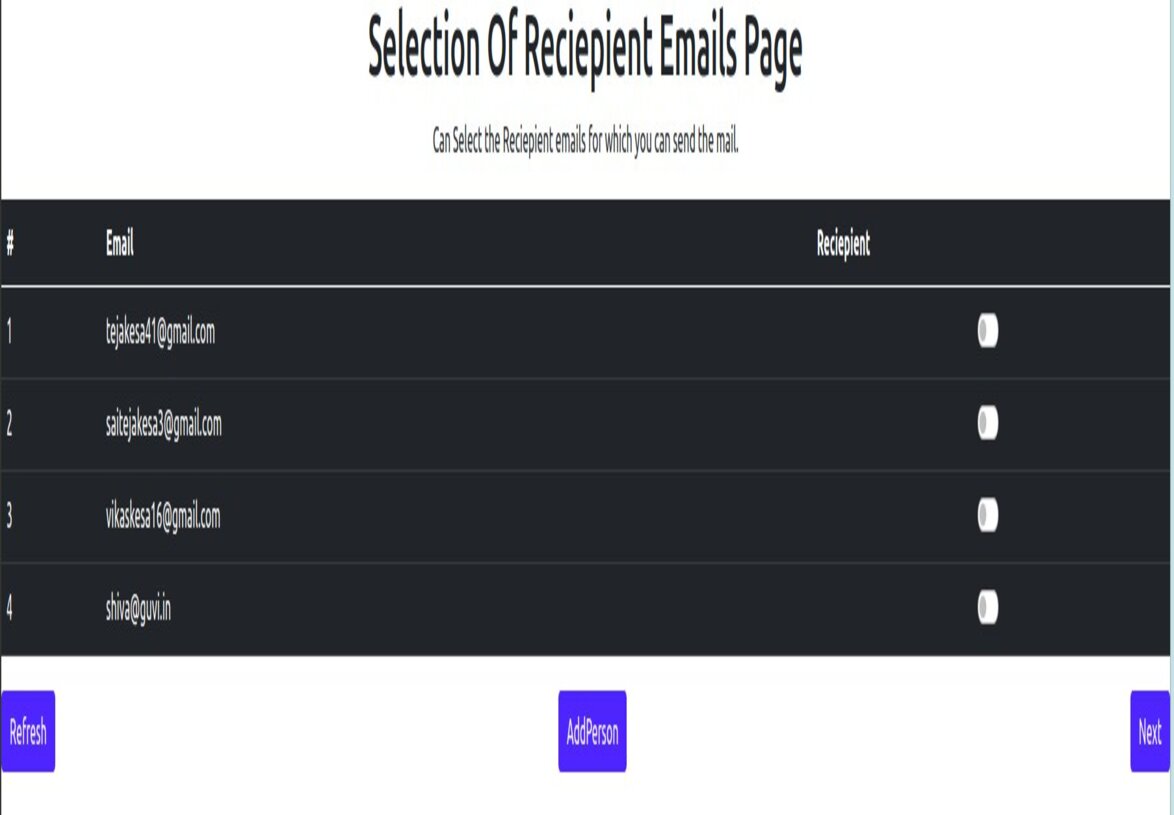 Selection Of Reciepient Emails Page
Can Select the Reciepient emails for which you can send the mail.
# Email Reciepient
1 tejakesa41@gmail.com
2 saitejakesa3@gmail.com
3 vikaskesa16@gmail.com
4 shiva@guvi.in
Refresh AddPerson Next